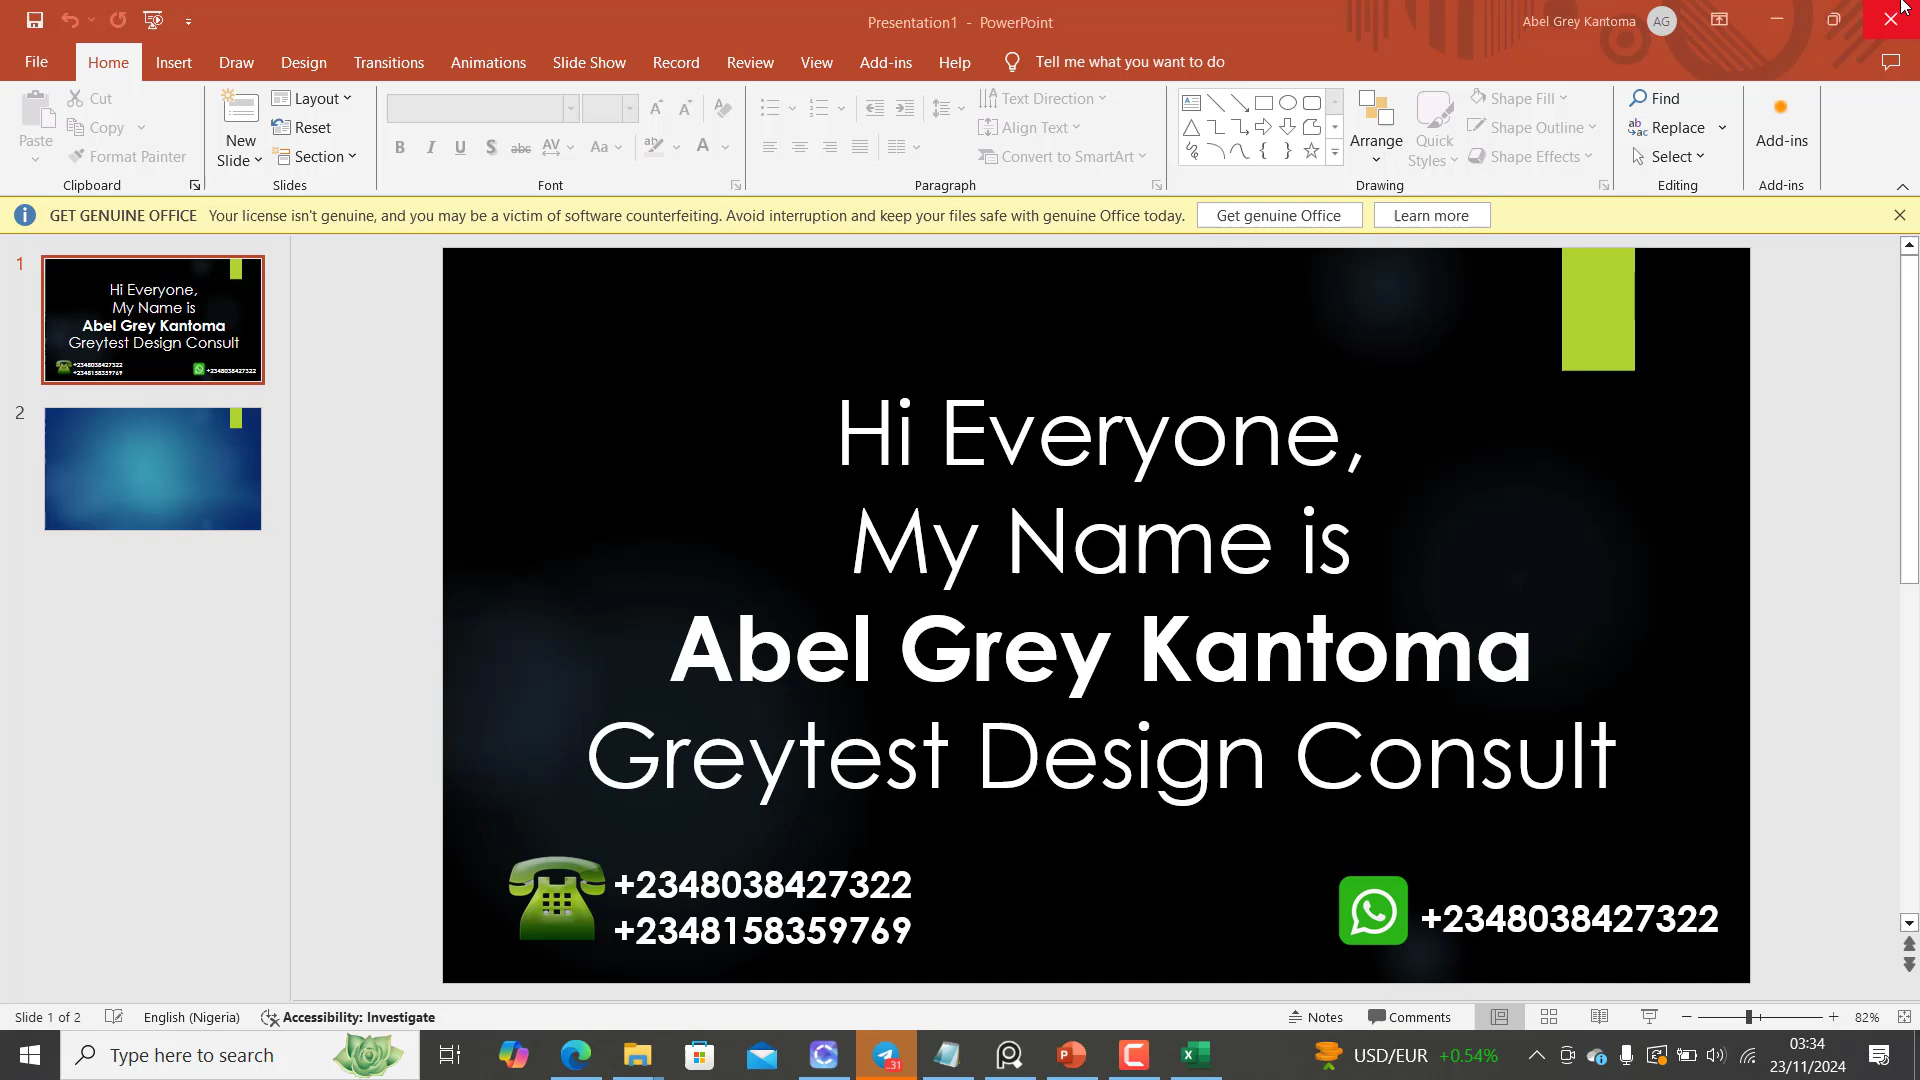 Presentation1 - PowerPoint
Abel Grey Kantoma
AG
File
Home
Insert
Draw
Design
Transitions
Animations
Slide Show
Record
Review
View
Add-ins
Help
Tell me what you want to do
Paste
Cut
Copy
Format Painter
Clipboard
New
Slide
Layout
Reset
Section
Slides
B I U S abc AV Aa A
Font
Text Direction
Align Text
Convert to SmartArt
Paragraph
Arrange
Quick
Styles
Shape Fill
Shape Outline
Shape Effects
Drawing
Find
Replace
Select
Editing
Add-ins
Add-ins
GET GENUINE OFFICE Your license isn't genuine, and you may be a victim of software counterfeiting. Avoid interruption and keep your files safe with genuine Office today.
Get genuine Office
Learn more
1
Hi Everyone,
My Name is
Abel Grey Kantoma
Greytest Design Consult
+2348038427322
+2348158359769
+2348038427322
2
Hi Everyone,
My Name is
Abel Grey Kantoma
Greytest Design Consult
+2348038427322
+2348158359769
+2348038427322
Slide 1 of 2
English (Nigeria)
Accessibility: Investigate
Notes
Comments
82%
Type here to search
31
USD/EUR +0.54%
03:34
23/11/2024